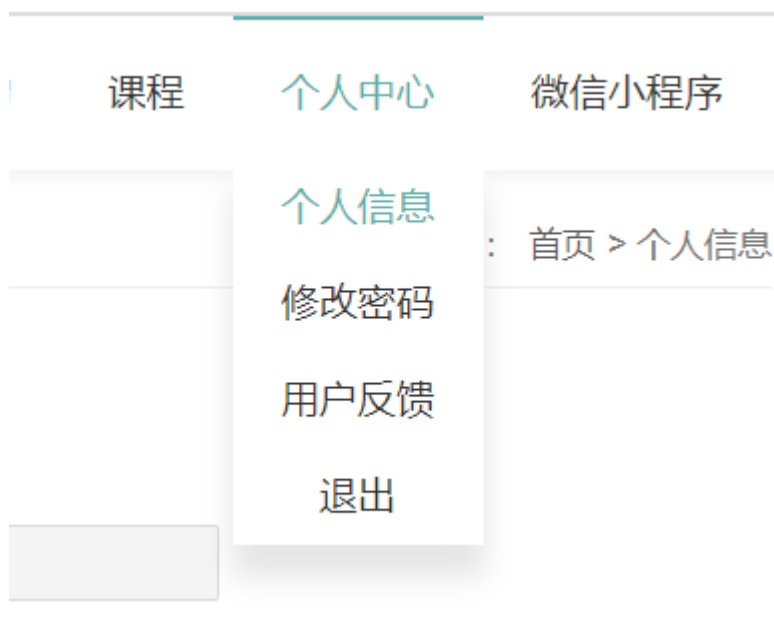 课程 个人中心 微信小程序
个人信息
： 首页 > 个人信息
修改密码
用户反馈
退出